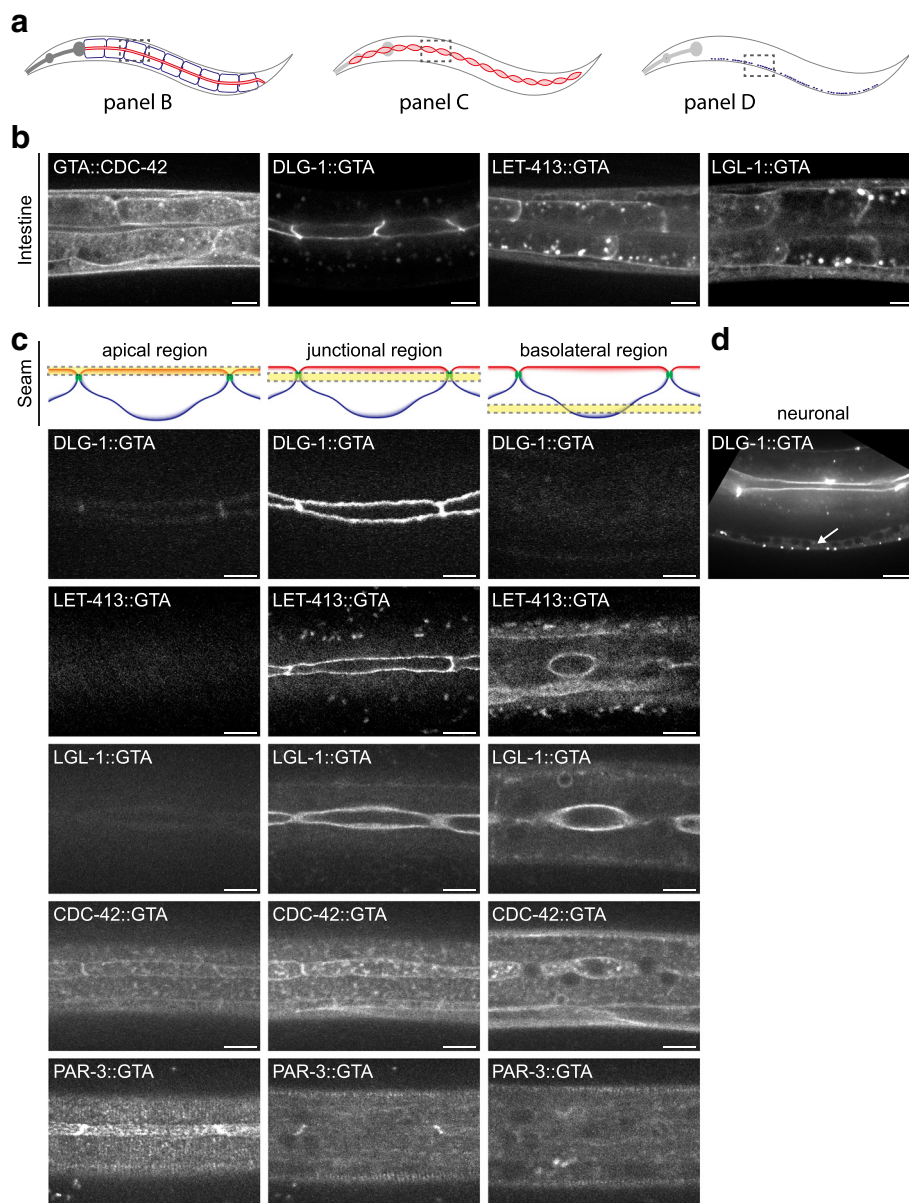 a
panel B
panel C
panel D
b
Intestine
GTA::CDC-42
DLG-1::GTA
LET-413::GTA
LGL-1::GTA
c
Seam
apical region
junctional region
basolateral region
d
neuronal
DLG-1::GTA
DLG-1::GTA
DLG-1::GTA
DLG-1::GTA
LET-413::GTA
LET-413::GTA
LET-413::GTA
LGL-1::GTA
LGL-1::GTA
LGL-1::GTA
CDC-42::GTA
CDC-42::GTA
CDC-42::GTA
PAR-3::GTA
PAR-3::GTA
PAR-3::GTA